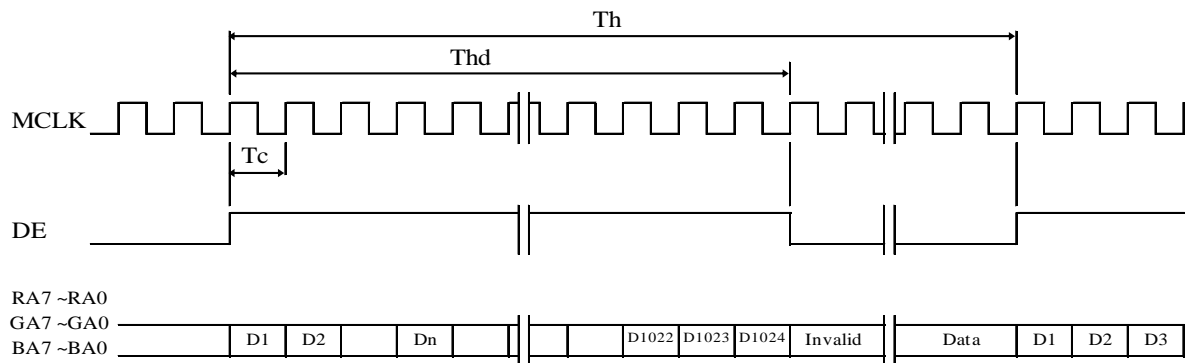 Th
Thd
MCLK
Tc
DE
RA7 ~RA0
GA7 ~GA0
BA7 ~BA0
D1 D2 Dn D1022 D1023 D1024 Invalid Data D1 D2 D3